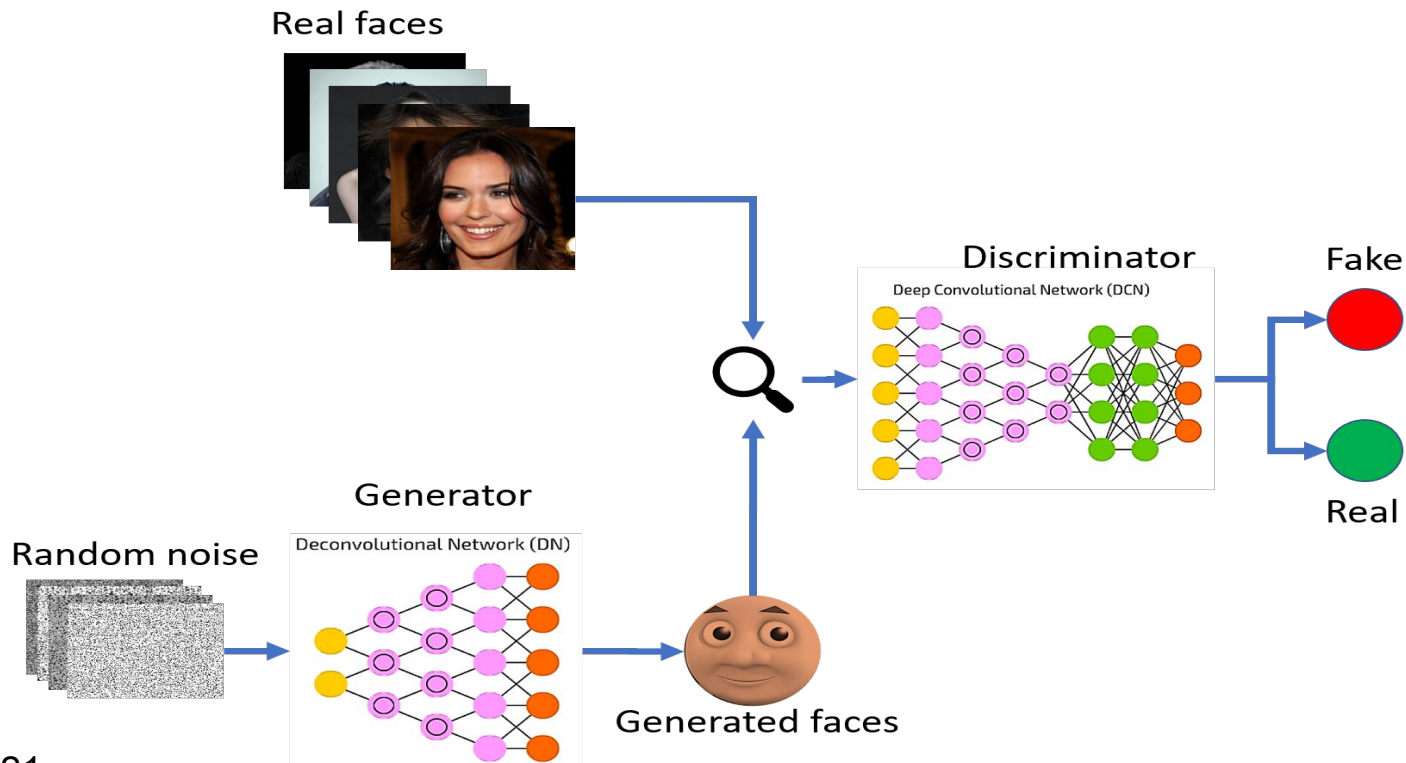 Real faces
Discriminator
Fake
Deep Convolutional Network (DCN)
Generator
Real
Deconvolutional Network (DN)
Random noise
Generated faces